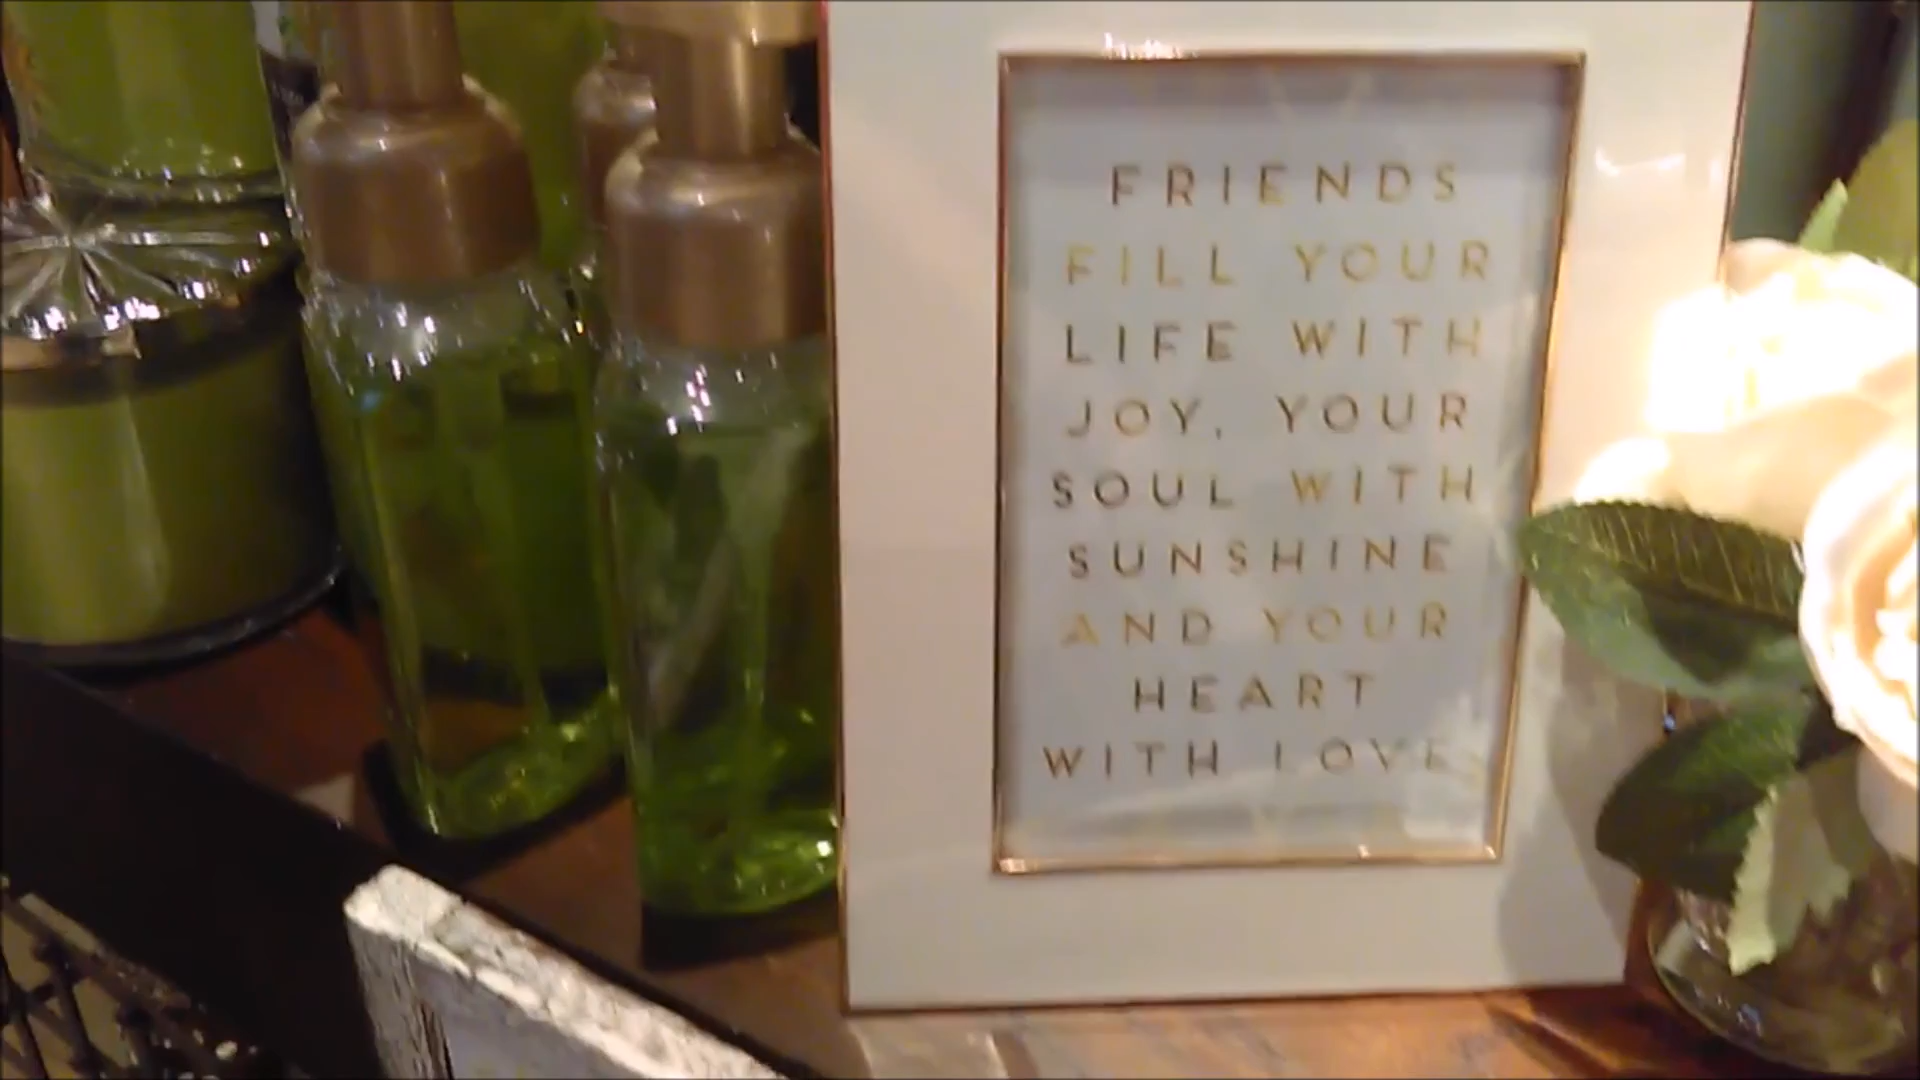 FRIENDS
FILL YOUR
LIFE WITH
JOY, YOUR
SOUL WITH
SUNSHINE
AND YOUR
HEART
WITH LOVE.